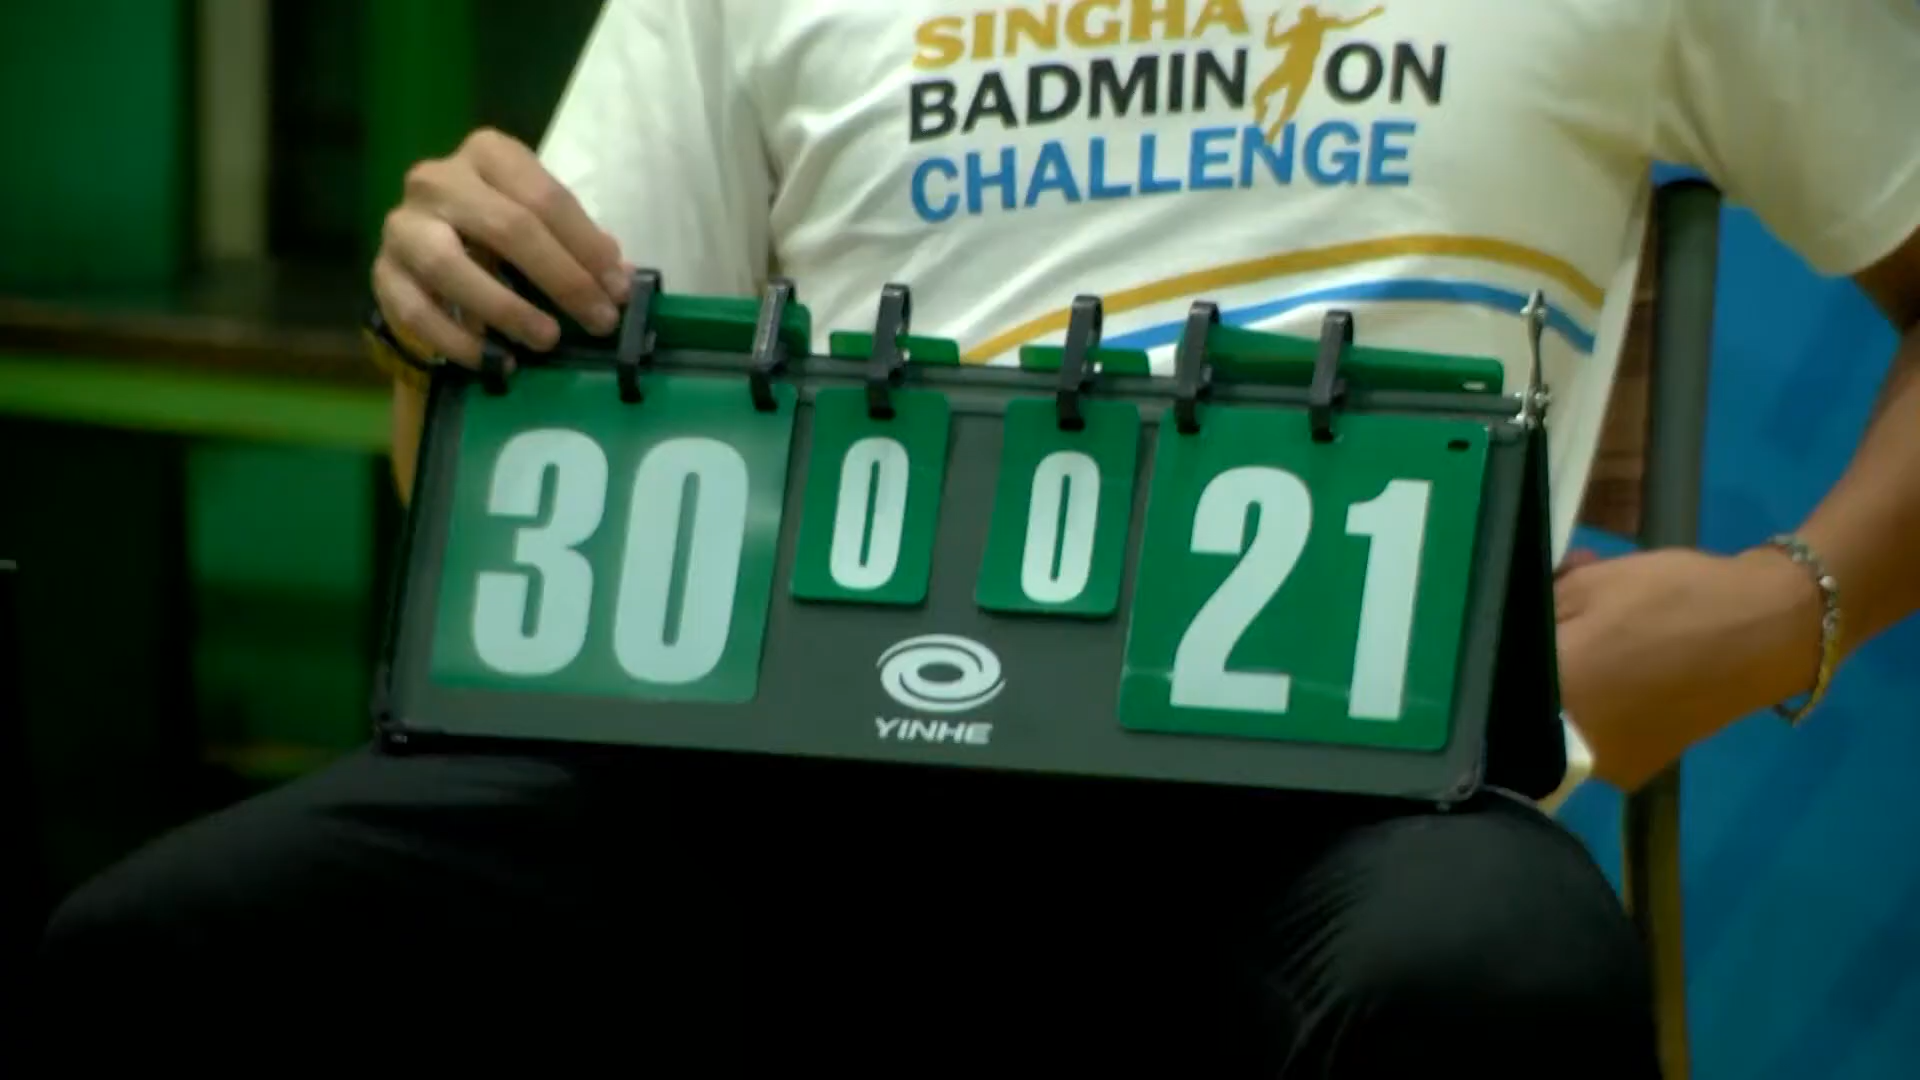 SINGHA
BADMINTON
CHALLENGE
30 0 0 21
YINHE